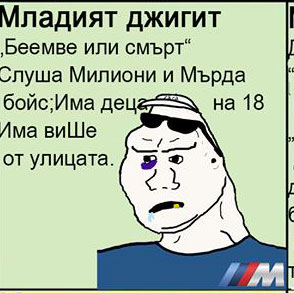 Младият джигит
„Беемве или смърт“
Слуша Милиони и Мърда
бойс;Има деца на 18
Има виШе
от улицата.
M